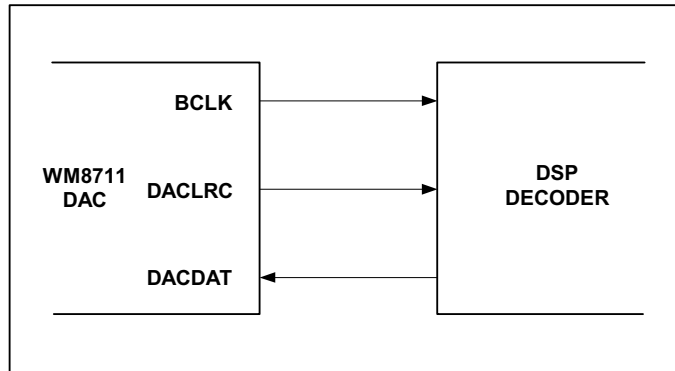 BCLK
WM8711
DAC
DACLRC
DSP
DECODER
DACDAT